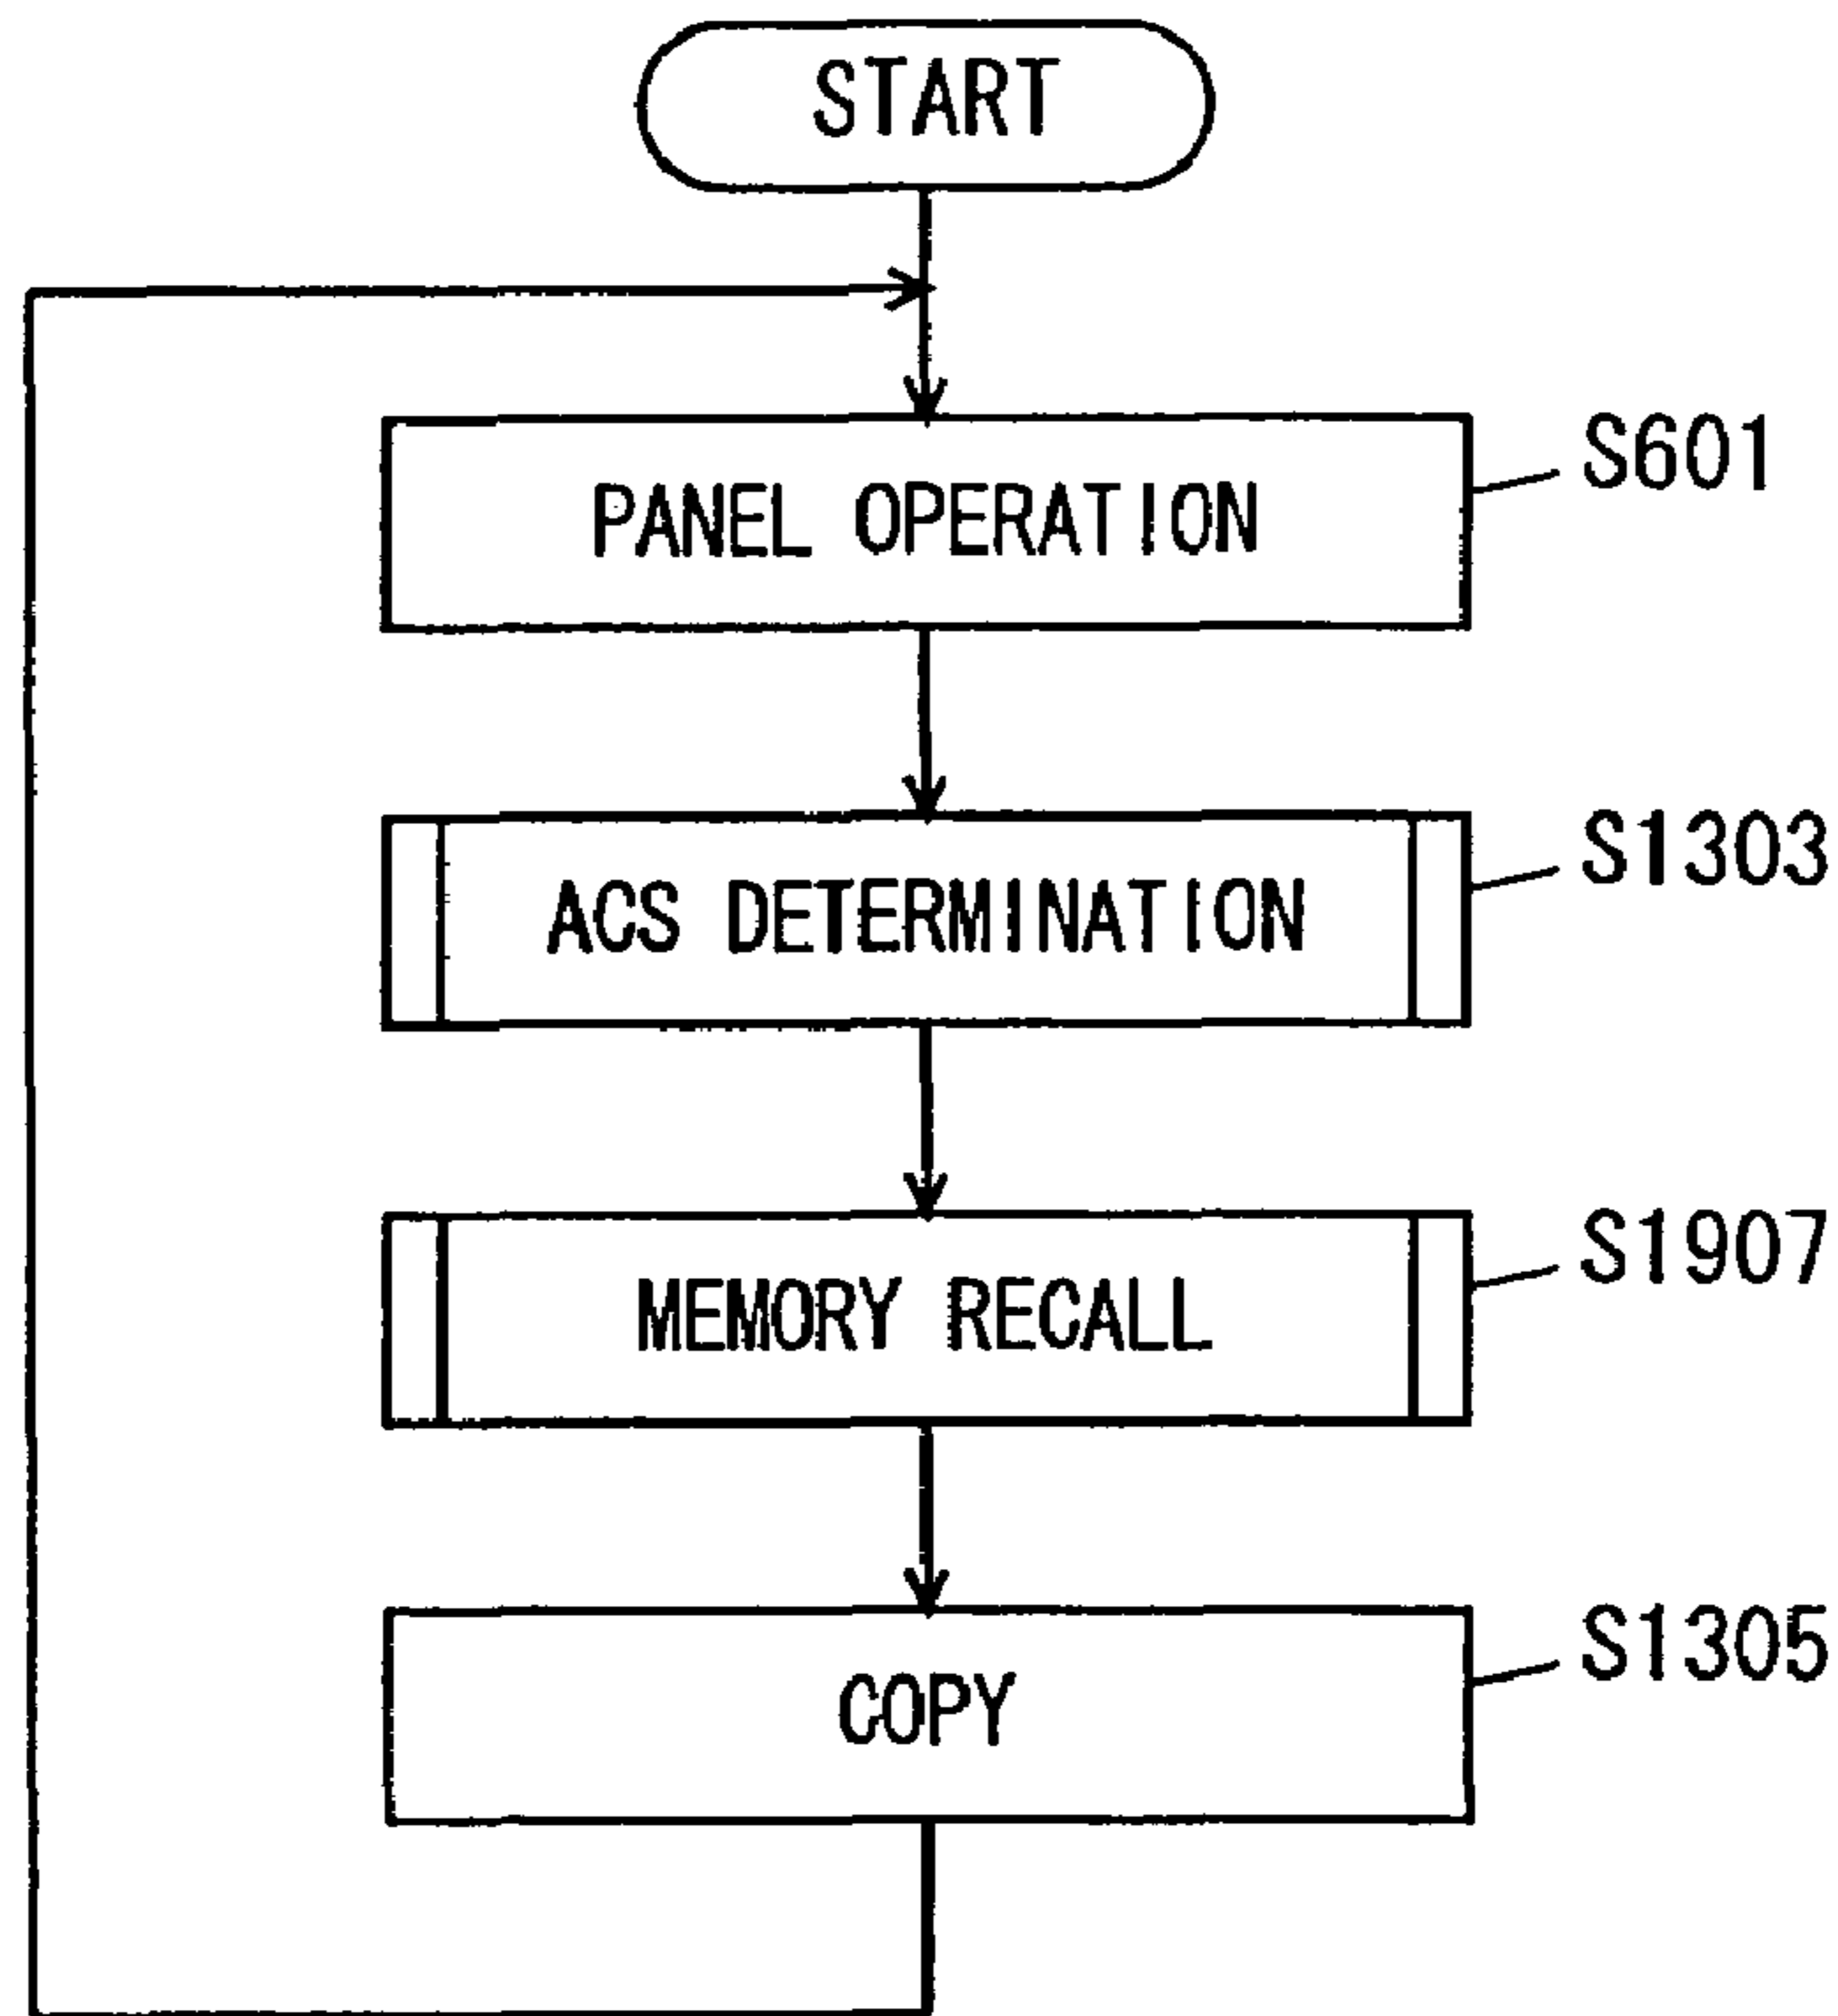 START
S601
PANEL OPERATION
S1303
ACS DETERMINATION
S1907
MEMORY RECALL
S1305
COPY